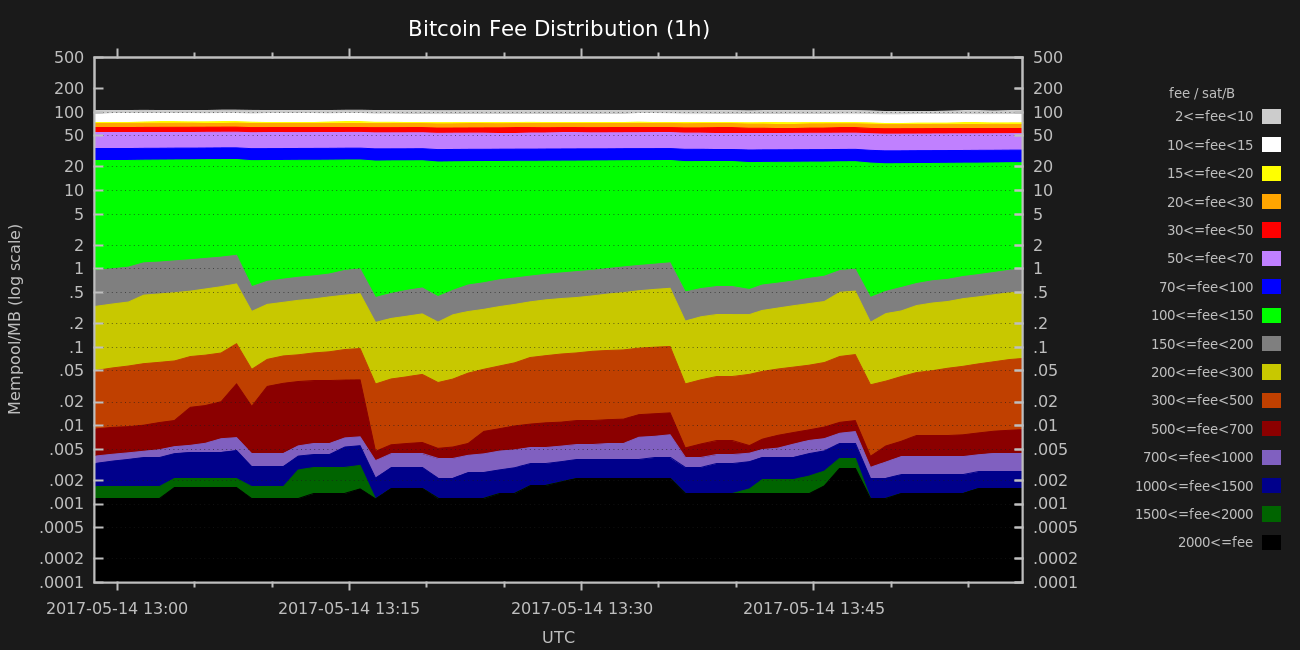 Bitcoin Fee Distribution (1h)
Mempool/MB (log scale)
500
200
100
50
20
10
5
2
1
.5
.2
.1
.05
.02
.01
.005
.002
.001
.0005
.0002
.0001
500
200
100
50
20
10
5
2
1
.5
.2
.1
.05
.02
.01
.005
.002
.001
.0005
.0002
.0001
fee / sat/B
2<=fee<10
10<=fee<15
15<=fee<20
20<=fee<30
30<=fee<50
50<=fee<70
70<=fee<100
100<=fee<150
150<=fee<200
200<=fee<300
300<=fee<500
500<=fee<700
700<=fee<1000
1000<=fee<1500
1500<=fee<2000
2000<=fee
2017-05-14 13:00 2017-05-14 13:15 2017-05-14 13:30 2017-05-14 13:45
UTC